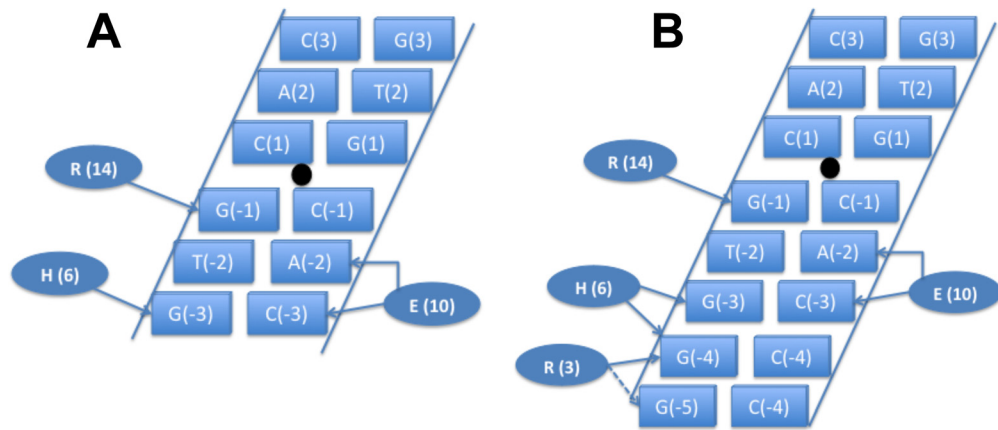 A
C(3) G(3)
A(2) T(2)
C(1) G(1)
R (14)
G(-1) C(-1)
T(-2) A(-2)
H (6)
G(-3) C(-3)
E (10)
B
C(3) G(3)
A(2) T(2)
C(1) G(1)
R (14)
G(-1) C(-1)
T(-2) A(-2)
H (6)
G(-3) C(-3)
E (10)
G(-4) C(-4)
R (3)
G(-5) C(-4)